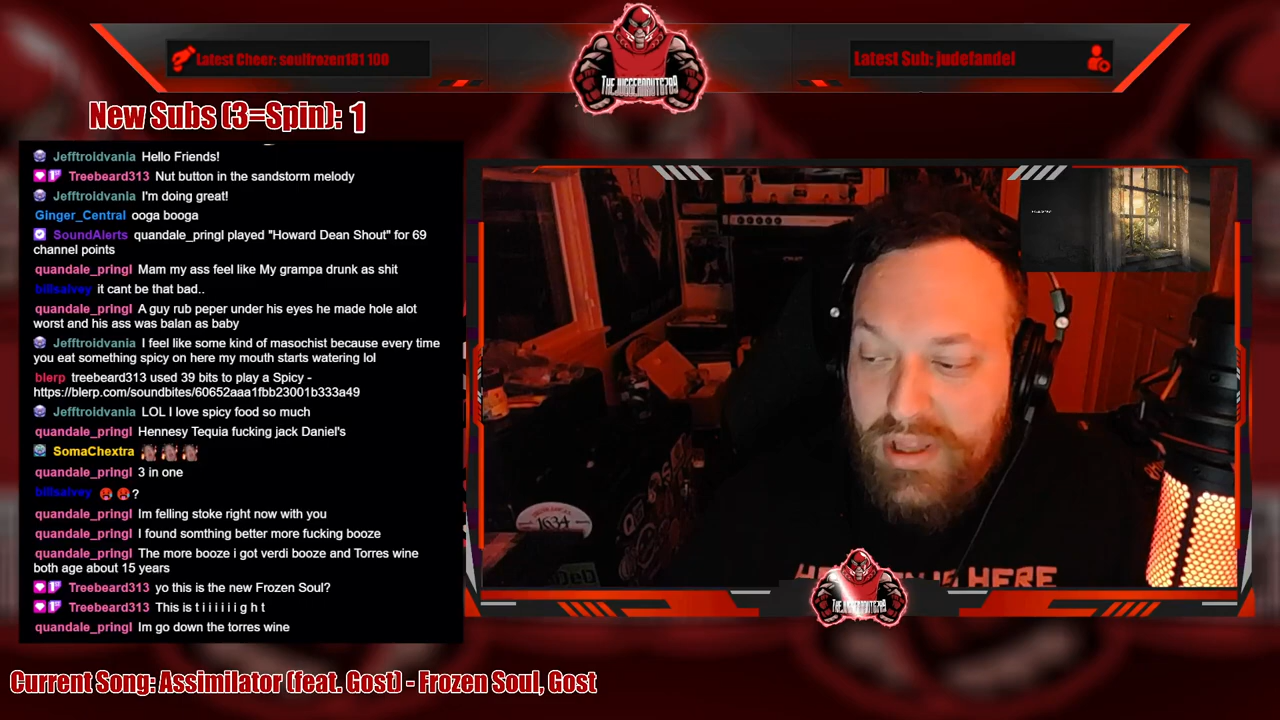 Latest Cheer: soulfrozen181 100
THEJUGGERNAUT6789
Latest Sub: judefandel
New Subs (3=Spin): 1
Jefftroidvania Hello Friends!
Treebeard313 Nut button in the sandstorm melody
Jefftroidvania I'm doing great!
Ginger_Central ooga booga
SoundAlerts quandale_pringl played "Howard Dean Shout" for 69
channel points
quandale_pringl Mam my ass feel like My grampa drunk as shit
billsalvey it cant be that bad..
quandale_pringl A guy rub peper under his eyes he made hole alot
worst and his ass was balan as baby
Jefftroidvania I feel like some kind of masochist because every time
you eat something spicy on here my mouth starts watering lol
blerp treebeard313 used 39 bits to play a Spicy -
https://blerp.com/soundbites/60652aaa1fbb23001b333a49
Jefftroidvania LOL I love spicy food so much
quandale_pringl Hennesy Tequia fucking jack Daniel's
SomaChextra
quandale_pringl 3 in one
billsalvey ?
quandale_pringl Im felling stoke right now with you
quandale_pringl I found somthing better more fucking booze
quandale_pringl The more booze i got verdi booze and Torres wine
both age about 15 years
Treebeard313 yo this is the new Frozen Soul?
Treebeard313 This is t i i i i i i g h t
quandale_pringl Im go down the torres wine
1634
IS HERE
THEJUGGERNAUT6789
Current Song: Assimilator (feat. Gost) - Frozen Soul, Gost